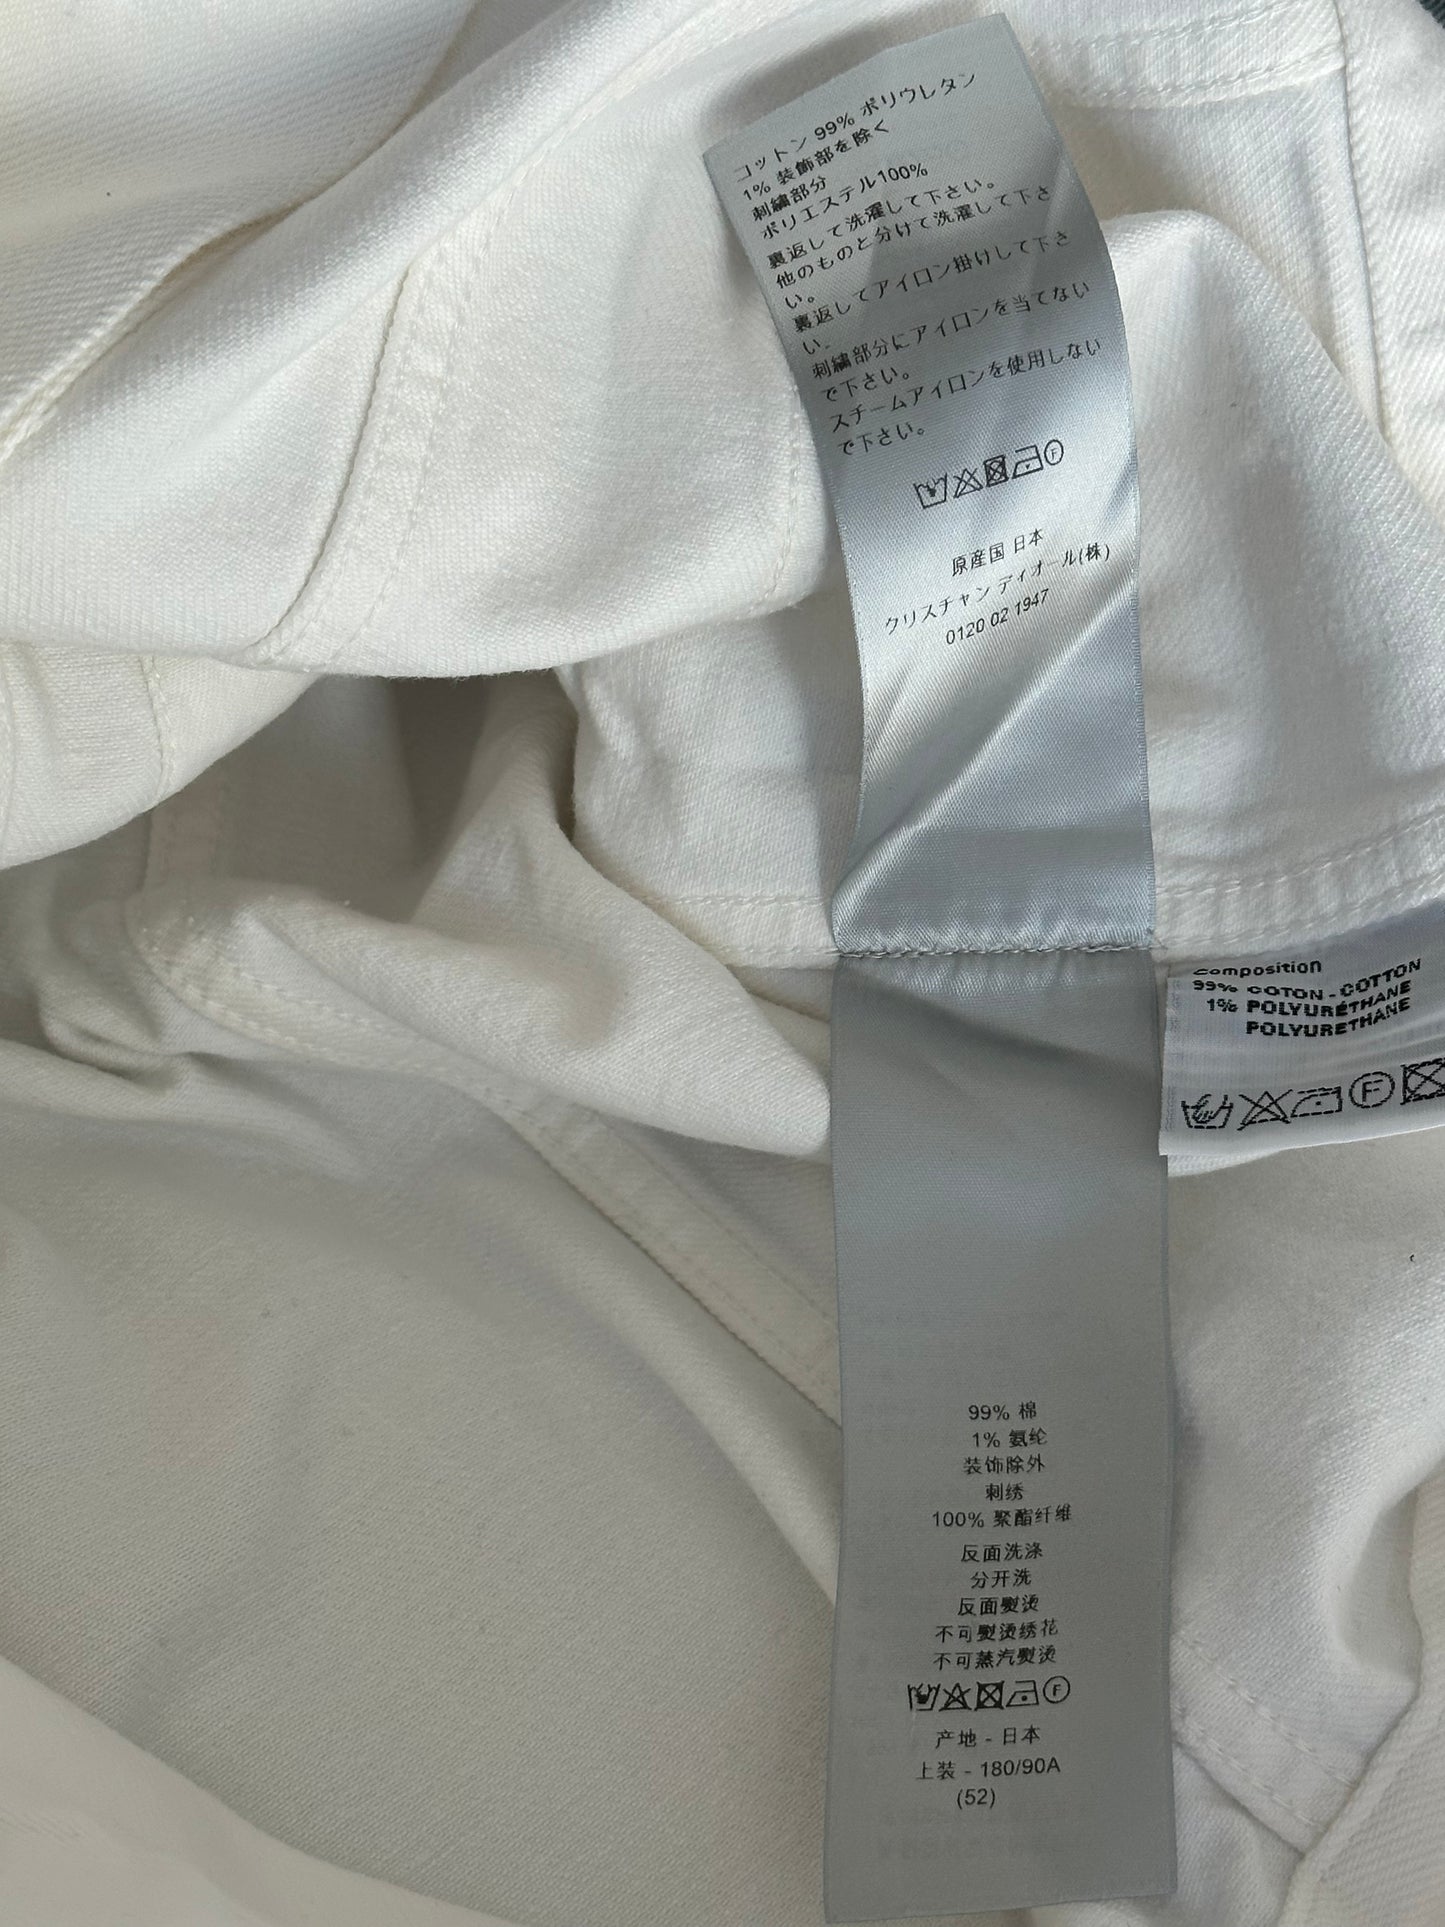 コットン 99% ポリウレタン
1% 装飾部を除く
刺繍部分
ポリエステル100%
裏返して洗濯して下さい。
他のものと分けて洗濯して下さ
い。
裏返してアイロン掛けして下さ
い。
刺繍部分にアイロンを当てない
で下さい。
スチームアイロンを使用しない
で下さい。
F
原産国 日本
クリスチャン ディオール(株)
0120 02 1947
Composition
99% COTON - COTTON
1% POLYURÉTHANE
POLYURETHANE
F
99% 棉
1% 氨纶
装饰除外
刺绣
100% 聚酯纤维
反面洗涤
分开洗
反面熨烫
不可熨烫绣花
不可蒸汽熨烫
F
产地 - 日本
上装 - 180/90A
(52)